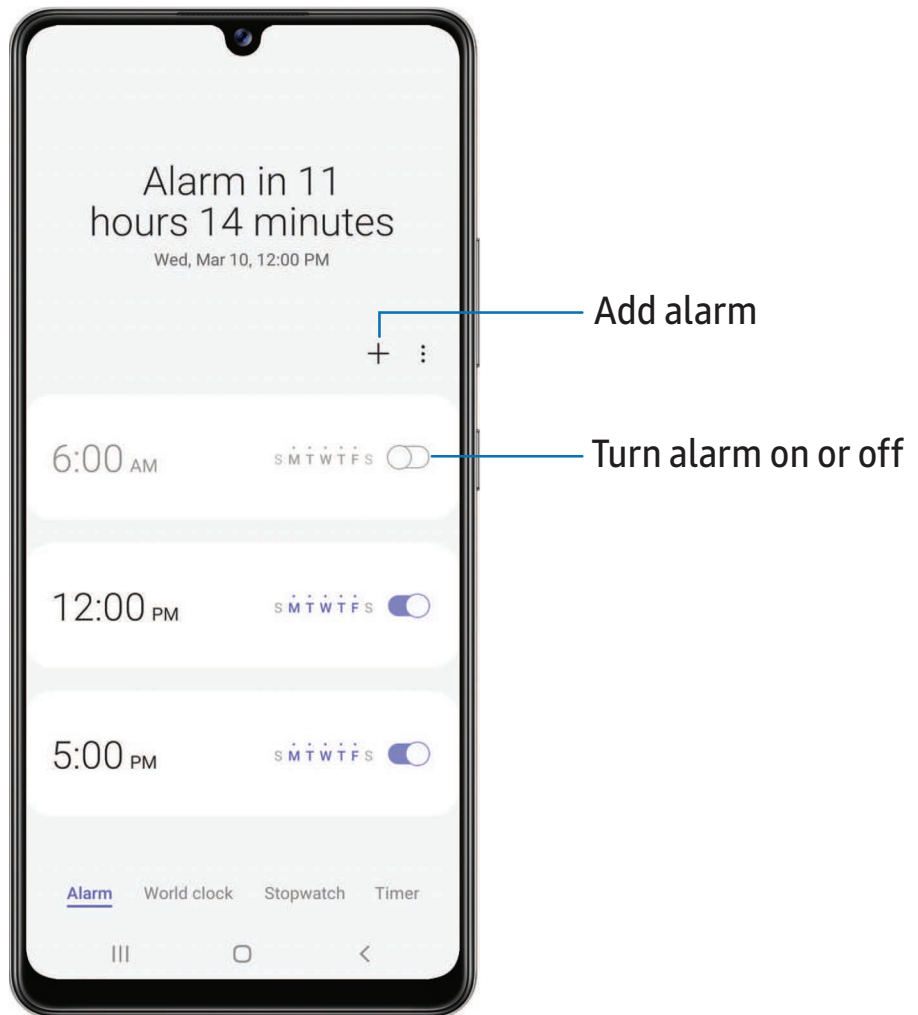 Alarm in 11
hours 14 minutes
Wed, Mar 10, 12:00 PM
Add alarm
6:00 AM S M T W T F S
Turn alarm on or off
12:00 PM S M T W T F S
5:00 PM S M T W T F S
Alarm World clock Stopwatch Timer